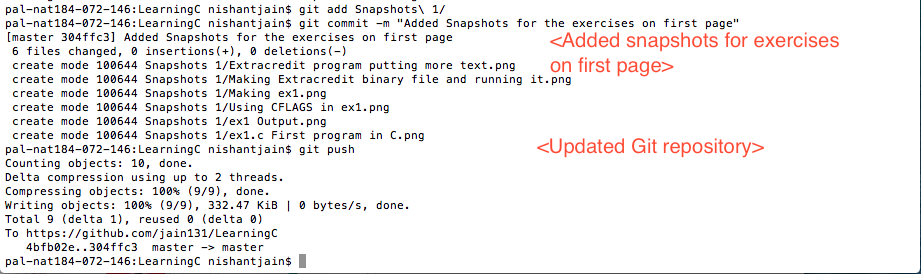 pal-nat184-072-146:LearningC nishantjain$ git add Snapshots\ 1/
pal-nat184-072-146:LearningC nishantjain$ git commit -m "Added Snapshots for the exercises on first page"
[master 304ffc3] Added Snapshots for the exercises on first page
<Added snapshots for exercises
6 files changed, 0 insertions(+), 0 deletions(-)
on first page>
create mode 100644 Snapshots 1/Extracredit program putting more text.png
create mode 100644 Snapshots 1/Making Extracredit binary file and running it.png
create mode 100644 Snapshots 1/Making ex1.png
create mode 100644 Snapshots 1/Using CFLAGS in ex1.png
create mode 100644 Snapshots 1/ex1 Output.png
create mode 100644 Snapshots 1/ex1.c First program in C.png
pal-nat184-072-146:LearningC nishantjain$ git push
<Updated Git repository>
Counting objects: 10, done.
Delta compression using up to 2 threads.
Compressing objects: 100% (9/9), done.
Writing objects: 100% (9/9), 332.47 KiB | 0 bytes/s, done.
Total 9 (delta 1), reused 0 (delta 0)
To https://github.com/jain131/LearningC
4bfb02e..304ffc3  master -> master
pal-nat184-072-146:LearningC nishantjain$